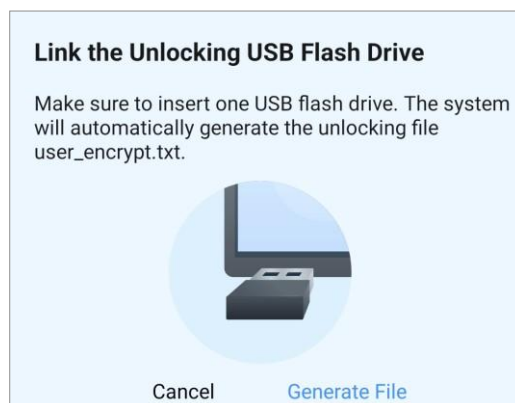 Link the Unlocking USB Flash Drive
Make sure to insert one USB flash drive. The system
will automatically generate the unlocking file
user_encrypt.txt.
Cancel Generate File